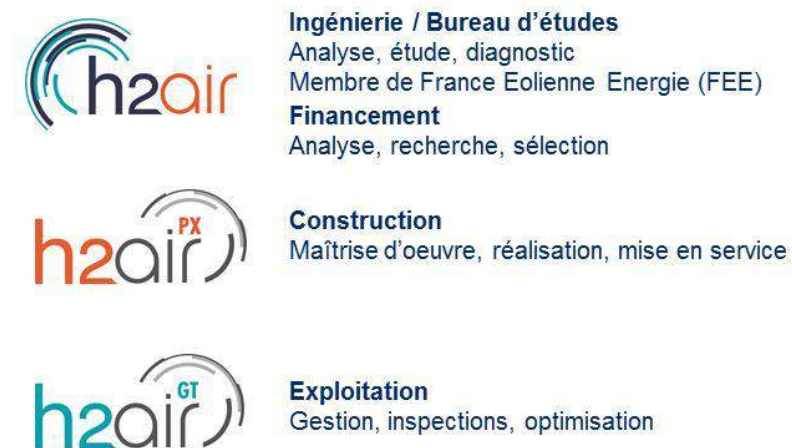 h2air
Ingénierie / Bureau d'études
Analyse, étude, diagnostic
Membre de France Eolienne Energie (FEE)
Financement
Analyse, recherche, sélection
h2air PX
Construction
Maîtrise d'oeuvre, réalisation, mise en service
h2air GT
Exploitation
Gestion, inspections, optimisation